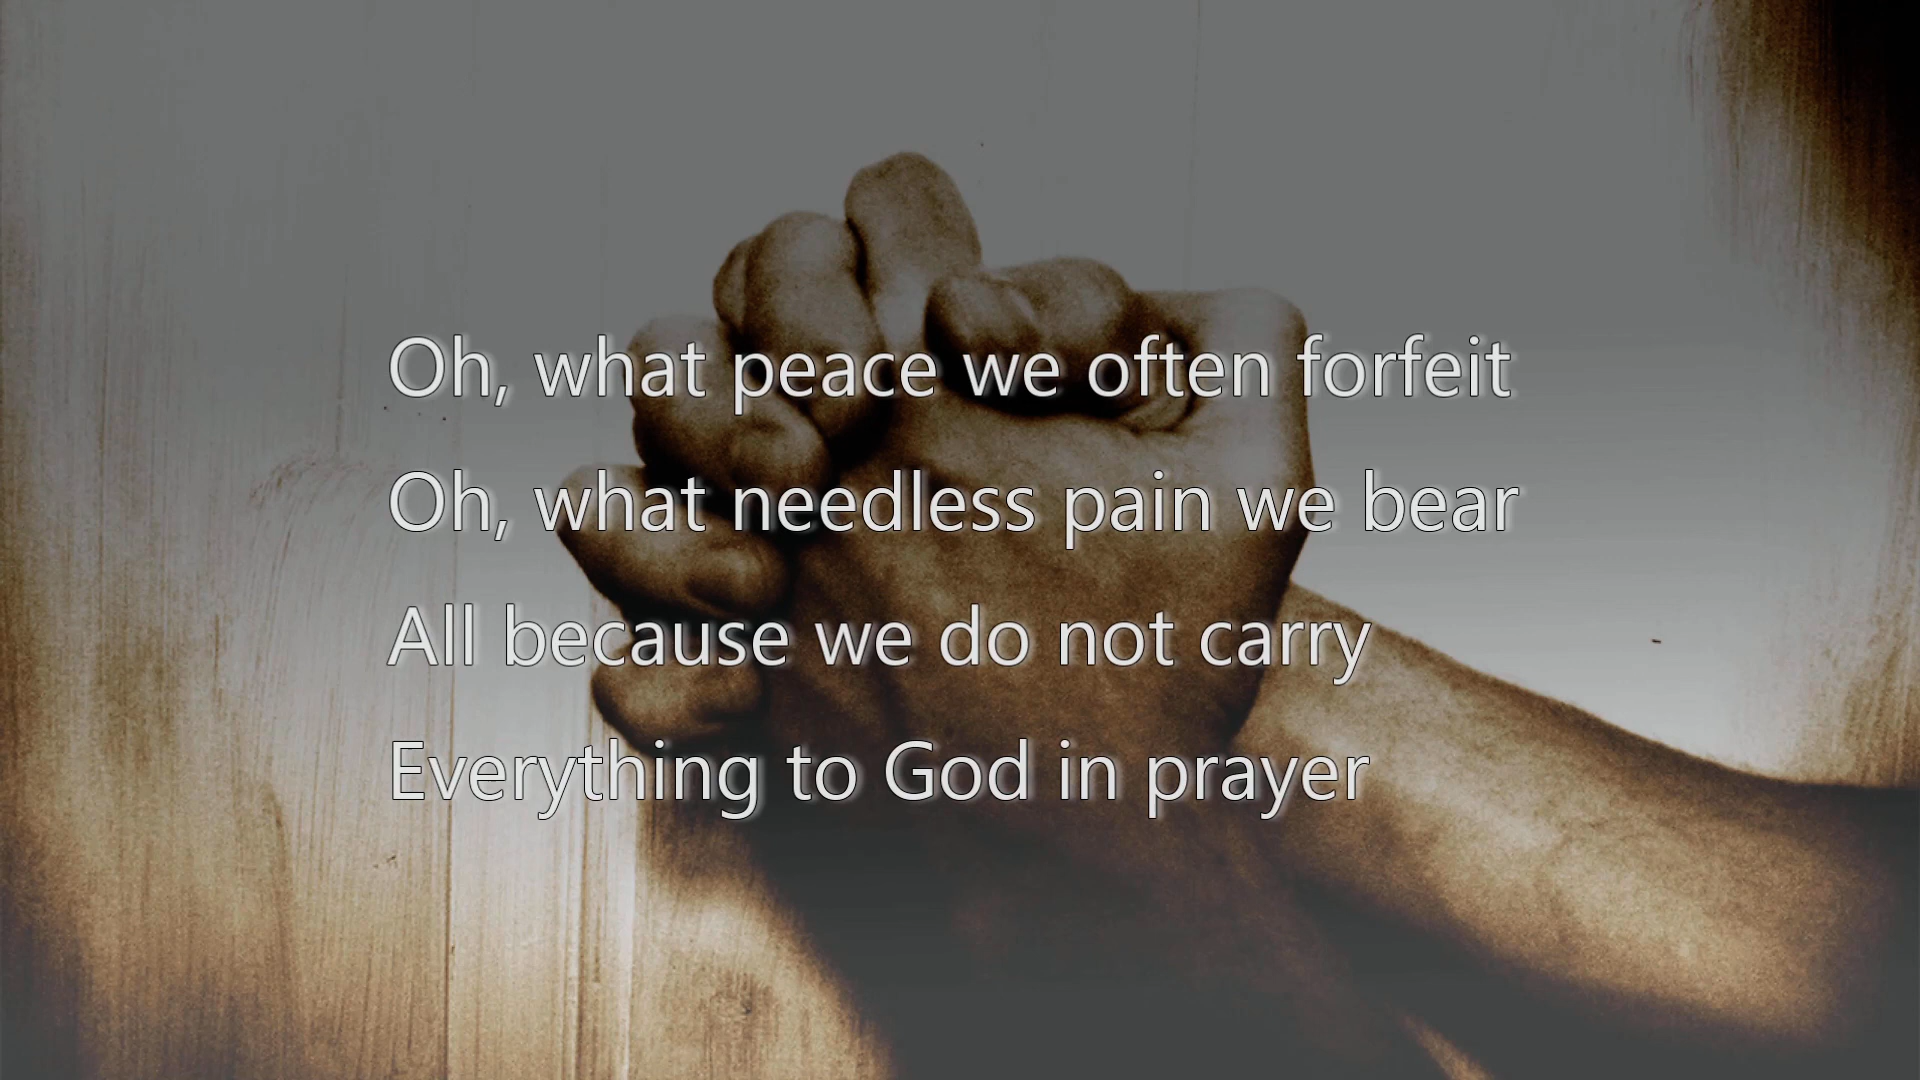 Oh, what peace we often forfeit
Oh, what needless pain we bear
All because we do not carry
Everything to God in prayer